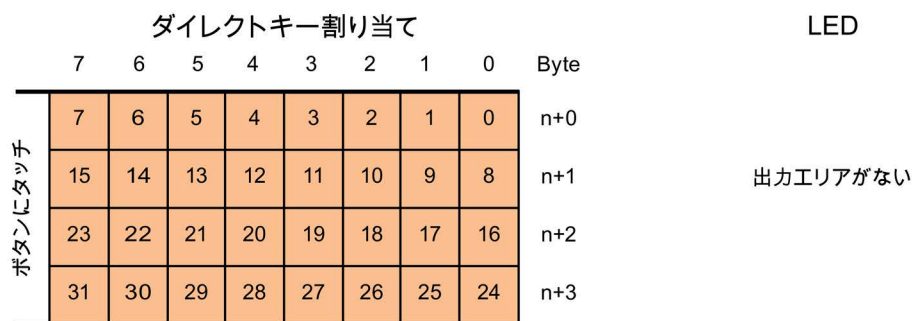 ダイレクトキー割り当て
LED
7 6 5 4 3 2 1 0 Byte
7 6 5 4 3 2 1 0 n+0
15 14 13 12 11 10 9 8 n+1
出力エリアがない
23 22 21 20 19 18 17 16 n+2
31 30 29 28 27 26 25 24 n+3
ボタンにタッチ